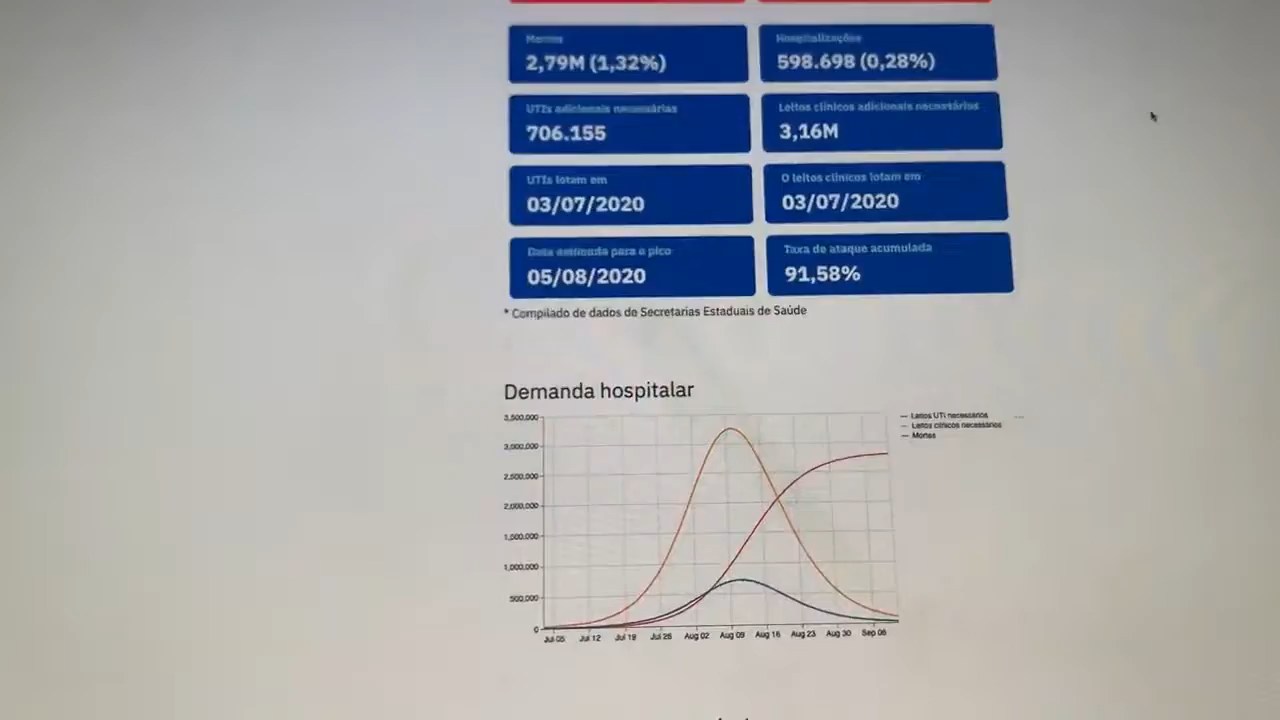 Mortes
Hospitalizações
2,79M (1,32%)
598.698 (0,28%)
UTIs adicionais necessárias
Leitos clínicos adicionais necessários
706.155
3,16M
UTIs lotam em
O leitos clínicos lotam em
03/07/2020
03/07/2020
Data estimada para o pico
Taxa de ataque acumulada
05/08/2020
91,58%
* Compilado de dados de Secretarias Estaduais de Saúde
Demanda hospitalar
Leitos UTI necessários
Leitos clínicos necessários
Mortes
3,500,000
3,000,000
2,500,000
2,000,000
1,500,000
1,000,000
500,000
0
Jul 05 Jul 12 Jul 19 Jul 26 Aug 02 Aug 09 Aug 16 Aug 23 Aug 30 Sep 06